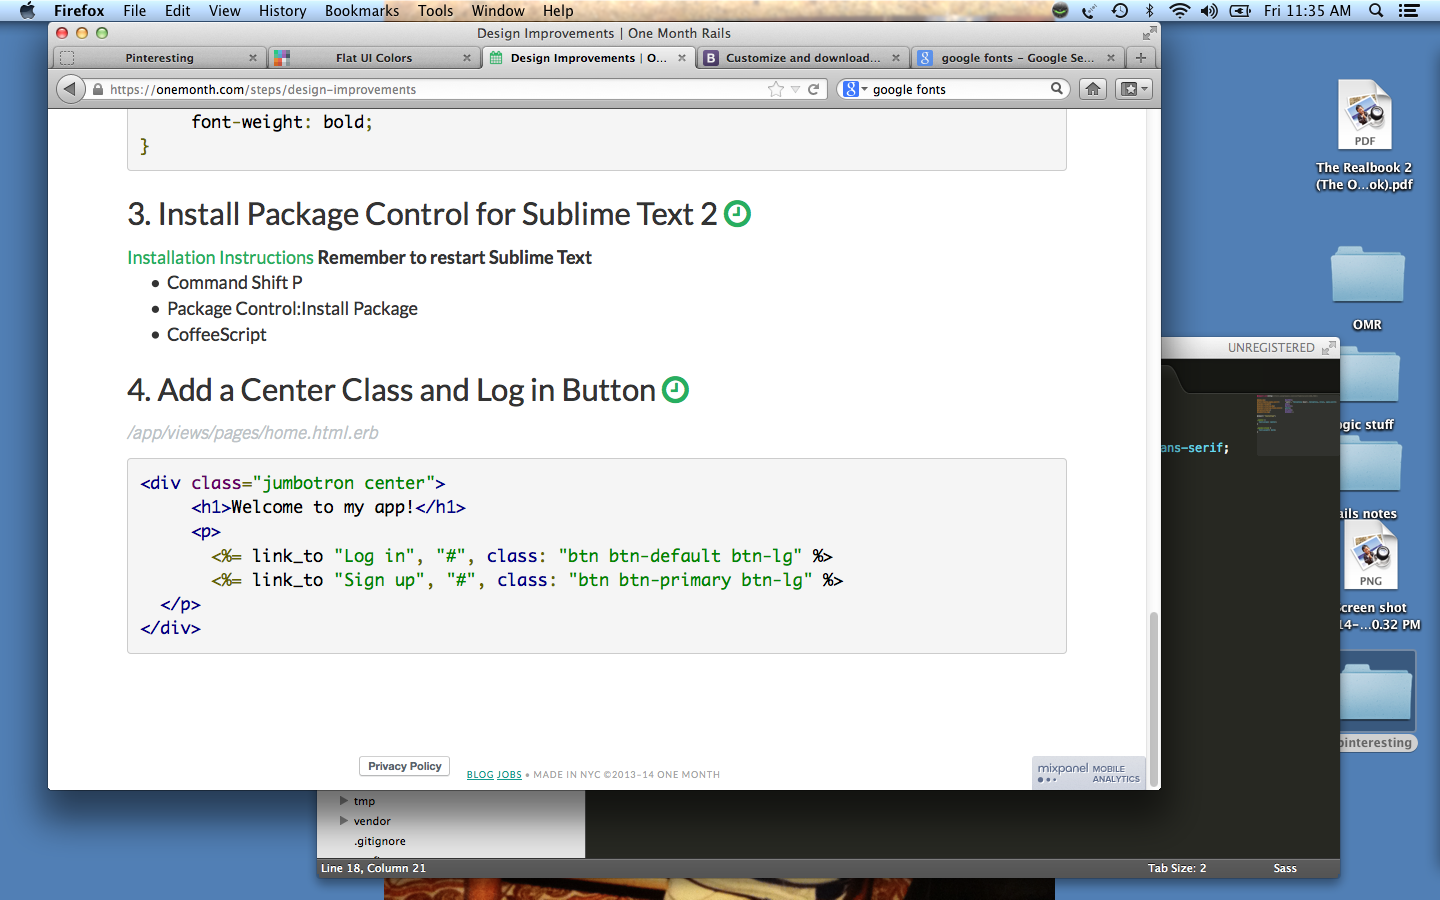 Firefox File Edit View History Bookmarks Tools Window Help Fri 11:35 AM
Design Improvements | One Month Rails
Pinteresting Flat UI Colors Design Improvements | O... Customize and download... google fonts - Google Se...
https://onemonth.com/steps/design-improvements google fonts
font-weight: bold;
}
3. Install Package Control for Sublime Text 2
Installation Instructions Remember to restart Sublime Text
• Command Shift P
• Package Control:Install Package
• CoffeeScript
4. Add a Center Class and Log in Button
/app/views/pages/home.html.erb
<div class="jumbotron center">
<h1>Welcome to my app!</h1>
<p>
<%= link_to "Log in", "#", class: "btn btn-default btn-lg" %>
<%= link_to "Sign up", "#", class: "btn btn-primary btn-lg" %>
</p>
</div>
Privacy Policy
BLOG JOBS • MADE IN NYC ©2013-14 ONE MONTH
mixpanel MOBILE
ANALYTICS
PDF
The Realbook 2
(The O...ok).pdf
OMR
UNREGISTERED
gic stuff
ans-serif;
ails notes
PNG
creen shot
14-...0.32 PM
pinteresting
tmp
vendor
.gitignore
Line 18, Column 21
Tab Size: 2
Sass